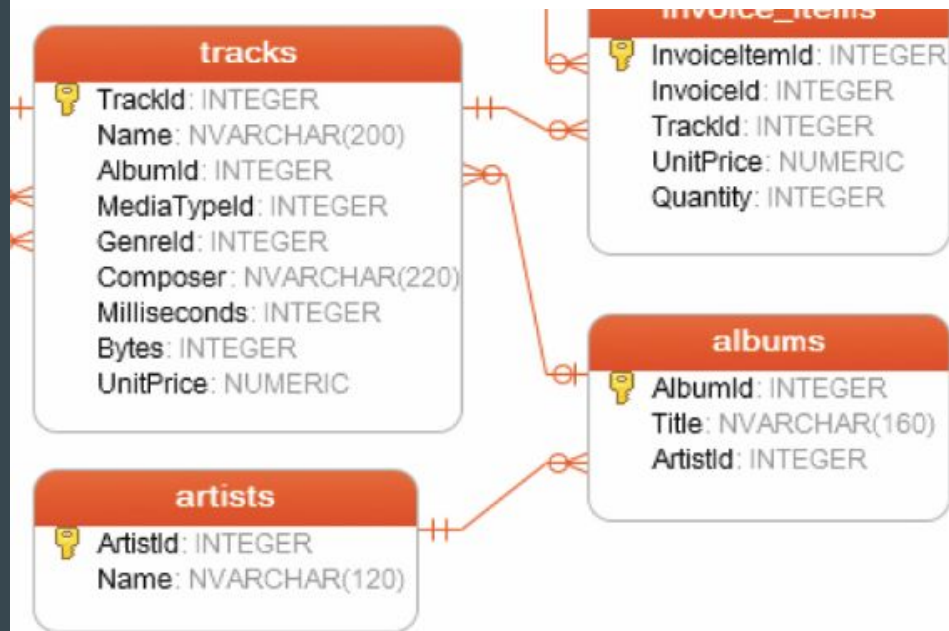 tracks
TrackId: INTEGER
Name: NVARCHAR(200)
AlbumId: INTEGER
MediaTypeId: INTEGER
GenreId: INTEGER
Composer: NVARCHAR(220)
Milliseconds: INTEGER
Bytes: INTEGER
UnitPrice: NUMERIC
invoice_items
InvoiceItemId: INTEGER
InvoiceId: INTEGER
TrackId: INTEGER
UnitPrice: NUMERIC
Quantity: INTEGER
albums
AlbumId: INTEGER
Title: NVARCHAR(160)
ArtistId: INTEGER
artists
ArtistId: INTEGER
Name: NVARCHAR(120)